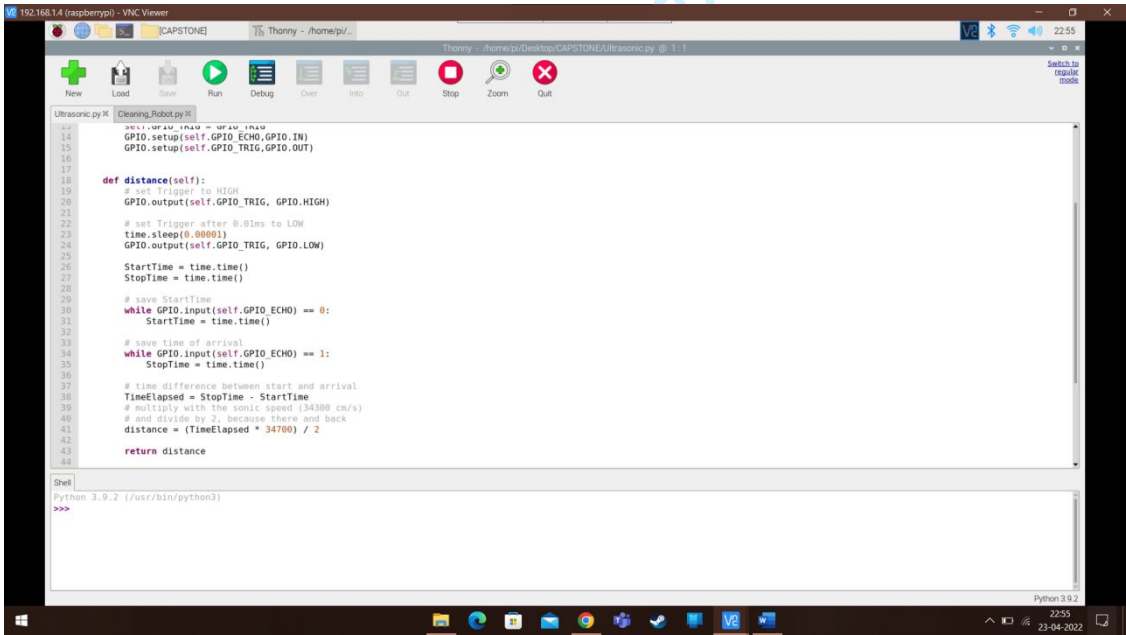 192.168.1.4 (raspberrypi) - VNC Viewer
[CAPSTONE]
Thonny - /home/pi/...
22:55
Thonny - /home/pi/Desktop/CAPSTONE/Ultrasonic.py @ 1:1
New
Load
Save
Run
Debug
Over
Into
Out
Stop
Zoom
Quit
Switch to
regular
mode
Ultrasonic.py
Cleaning_Robot.py
13 self.GPIO_TRIG = GPIO_TRIG
14 GPIO.setup(self.GPIO_ECHO,GPIO.IN)
15 GPIO.setup(self.GPIO_TRIG,GPIO.OUT)
16
17
18 def distance(self):
19 # set Trigger to HIGH
20 GPIO.output(self.GPIO_TRIG, GPIO.HIGH)
21
22 # set Trigger after 0.01ms to LOW
23 time.sleep(0.00001)
24 GPIO.output(self.GPIO_TRIG, GPIO.LOW)
25
26 StartTime = time.time()
27 StopTime = time.time()
28
29 # save StartTime
30 while GPIO.input(self.GPIO_ECHO) == 0:
31 StartTime = time.time()
32
33 # save time of arrival
34 while GPIO.input(self.GPIO_ECHO) == 1:
35 StopTime = time.time()
36
37 # time difference between start and arrival
38 TimeElapsed = StopTime - StartTime
39 # multiply with the sonic speed (34300 cm/s)
40 # and divide by 2, because there and back
41 distance = (TimeElapsed * 34700) / 2
42
43 return distance
44
Shell
Python 3.9.2 (/usr/bin/python3)
>>>
Python 3.9.2
22:55
23-04-2022